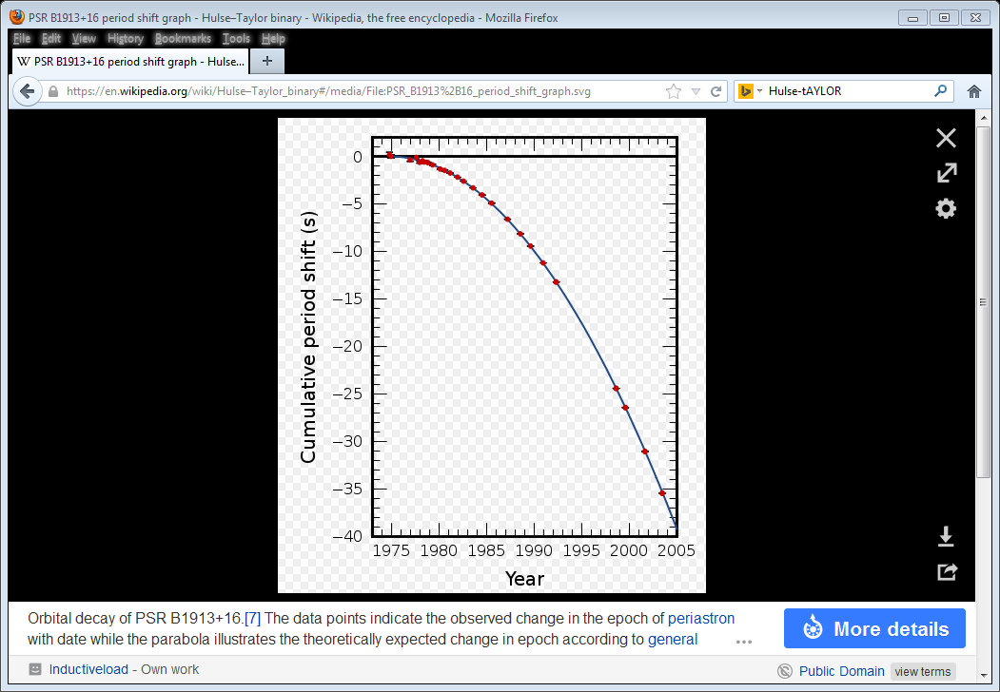 PSR B1913+16 period shift graph - Hulse–Taylor binary - Wikipedia, the free encyclopedia - Mozilla Firefox
File Edit View History Bookmarks Tools Help
W PSR B1913+16 period shift graph - Hulse... +
https://en.wikipedia.org/wiki/Hulse–Taylor_binary#/media/File:PSR_B1913%2B16_period_shift_graph.svg Hulse-tAYLOR
Cumulative period shift (s)
0
−5
−10
−15
−20
−25
−30
−35
−40
1975 1980 1985 1990 1995 2000 2005
Year
Orbital decay of PSR B1913+16.[7] The data points indicate the observed change in the epoch of periastron
with date while the parabola illustrates the theoretically expected change in epoch according to general ...
More details
Inductiveload - Own work
Public Domain view terms